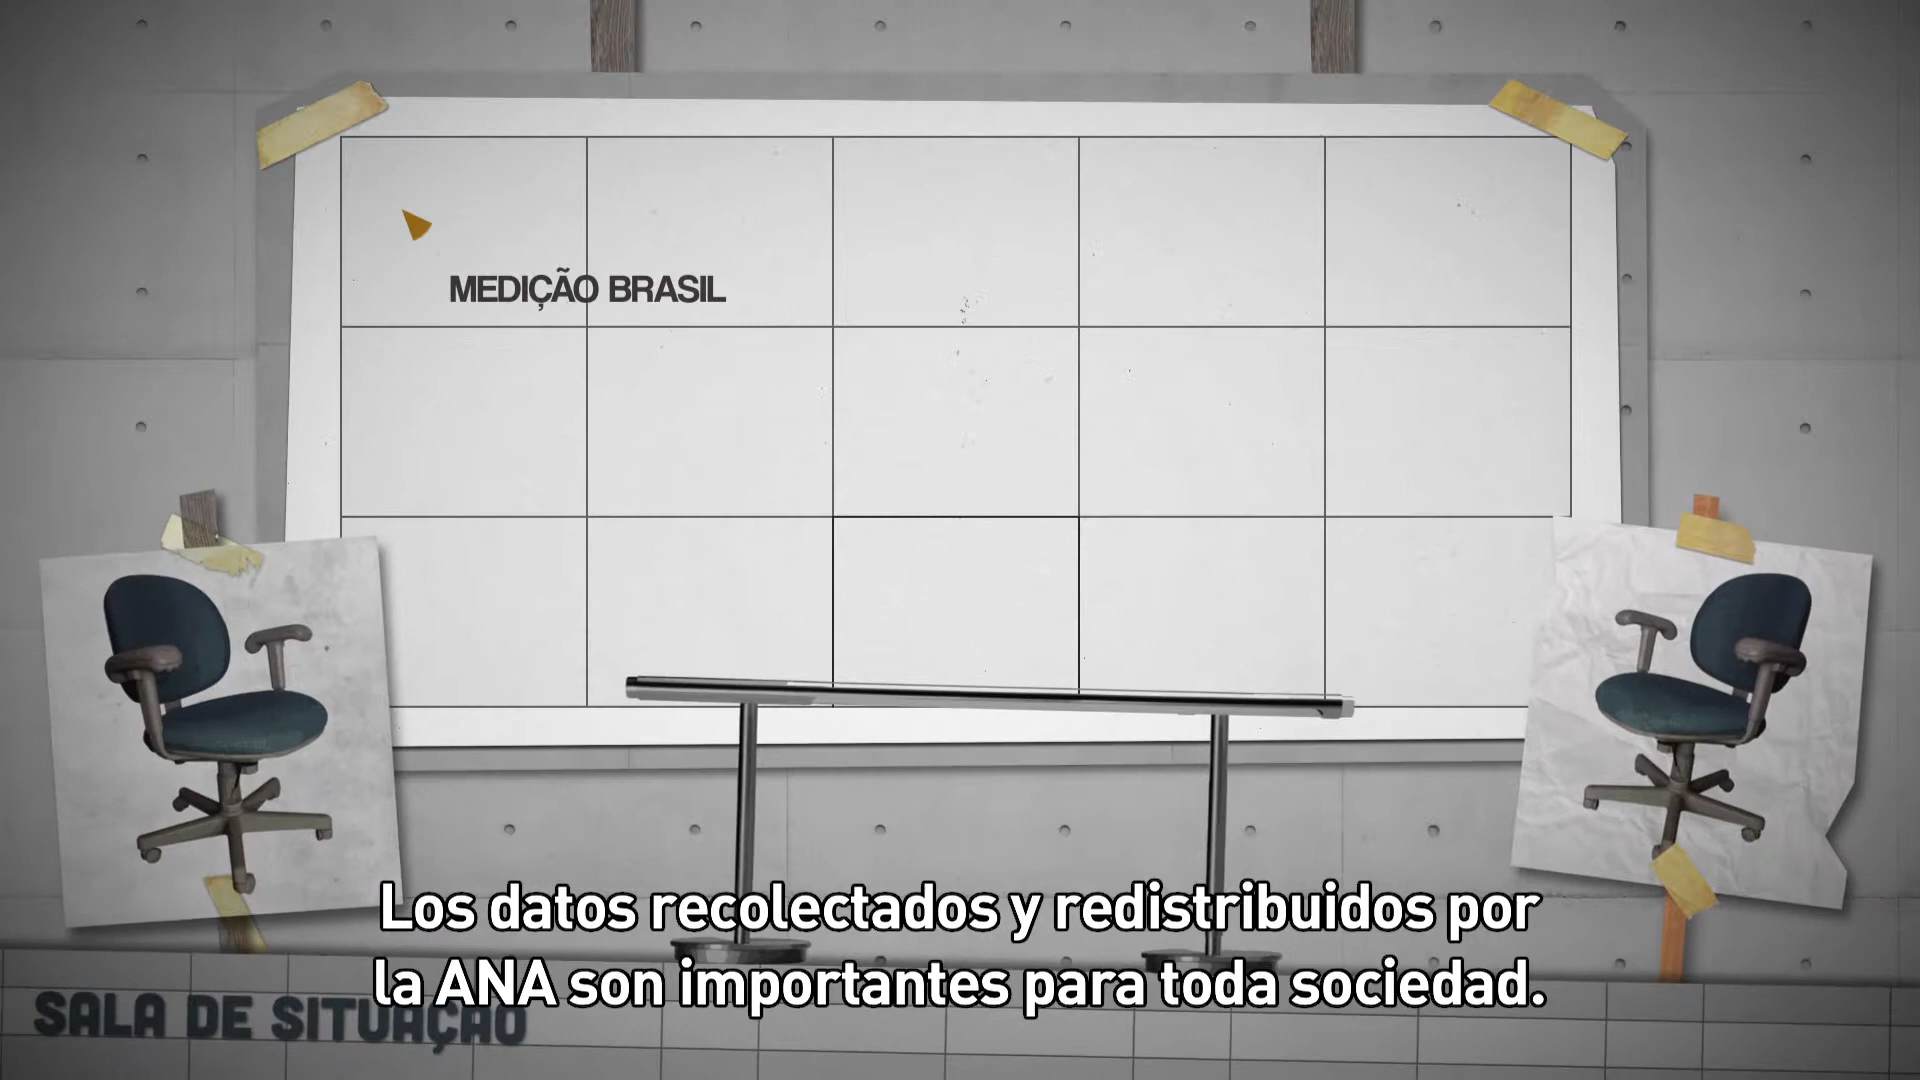 MEDIÇÃO BRASIL
Los datos recolectados y redistribuidos por
la ANA son importantes para toda sociedad.
SALA DE SITUAÇÃO